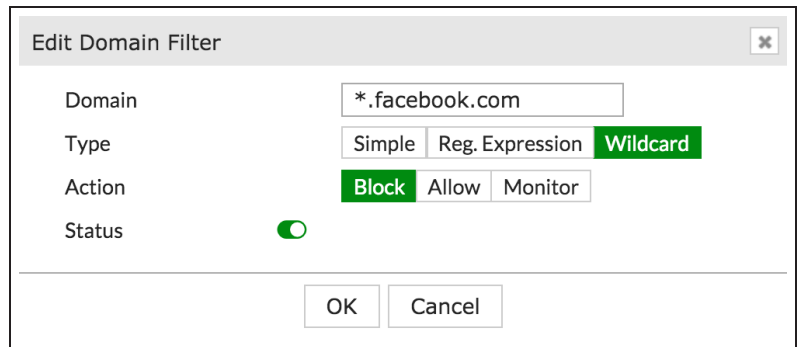 Edit Domain Filter
Domain *.facebook.com
Type Simple Reg. Expression Wildcard
Action Block Allow Monitor
Status
OK Cancel